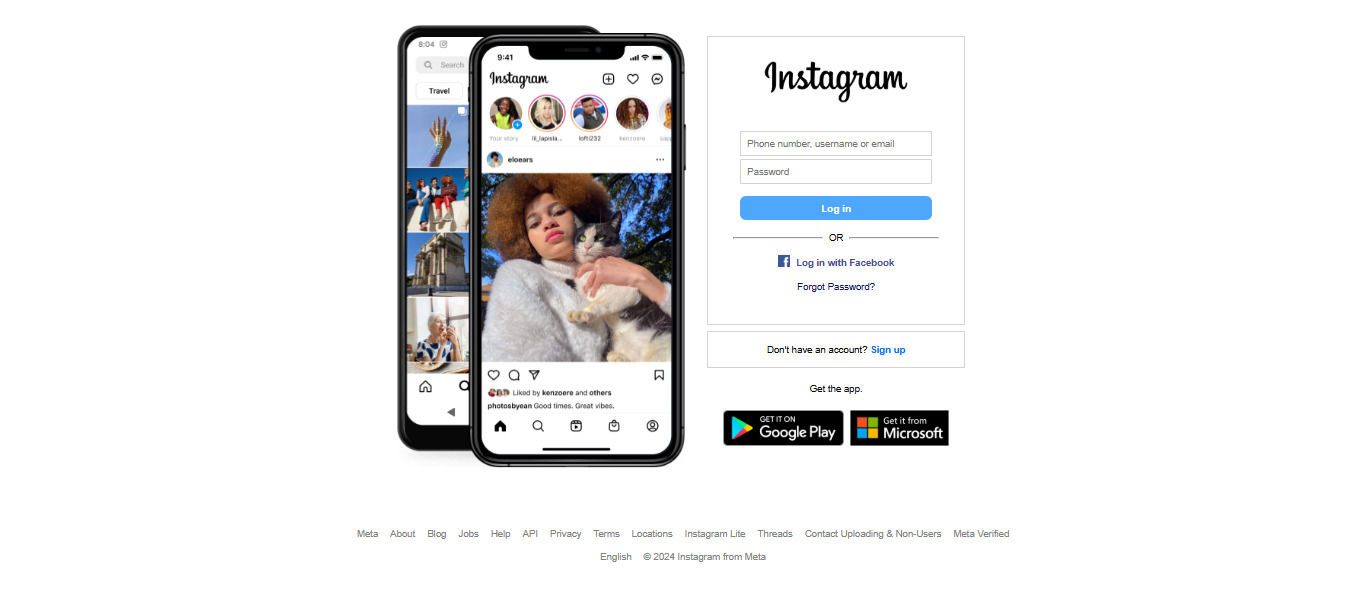 8:04
Search
Travel
9:41
Instagram
Your story
lil_lapisla...
lofti232
kenzoere
eloears
Liked by kenzoere and others
photosbyean Good times. Great vibes.
Instagram
Phone number, username or email
Password
Log in
OR
Log in with Facebook
Forgot Password?
Don't have an account? Sign up
Get the app.
GET IT ON
Google Play
Get it from
Microsoft
Meta About Blog Jobs Help API Privacy Terms Locations Instagram Lite Threads Contact Uploading & Non-Users Meta Verified
English © 2024 Instagram from Meta